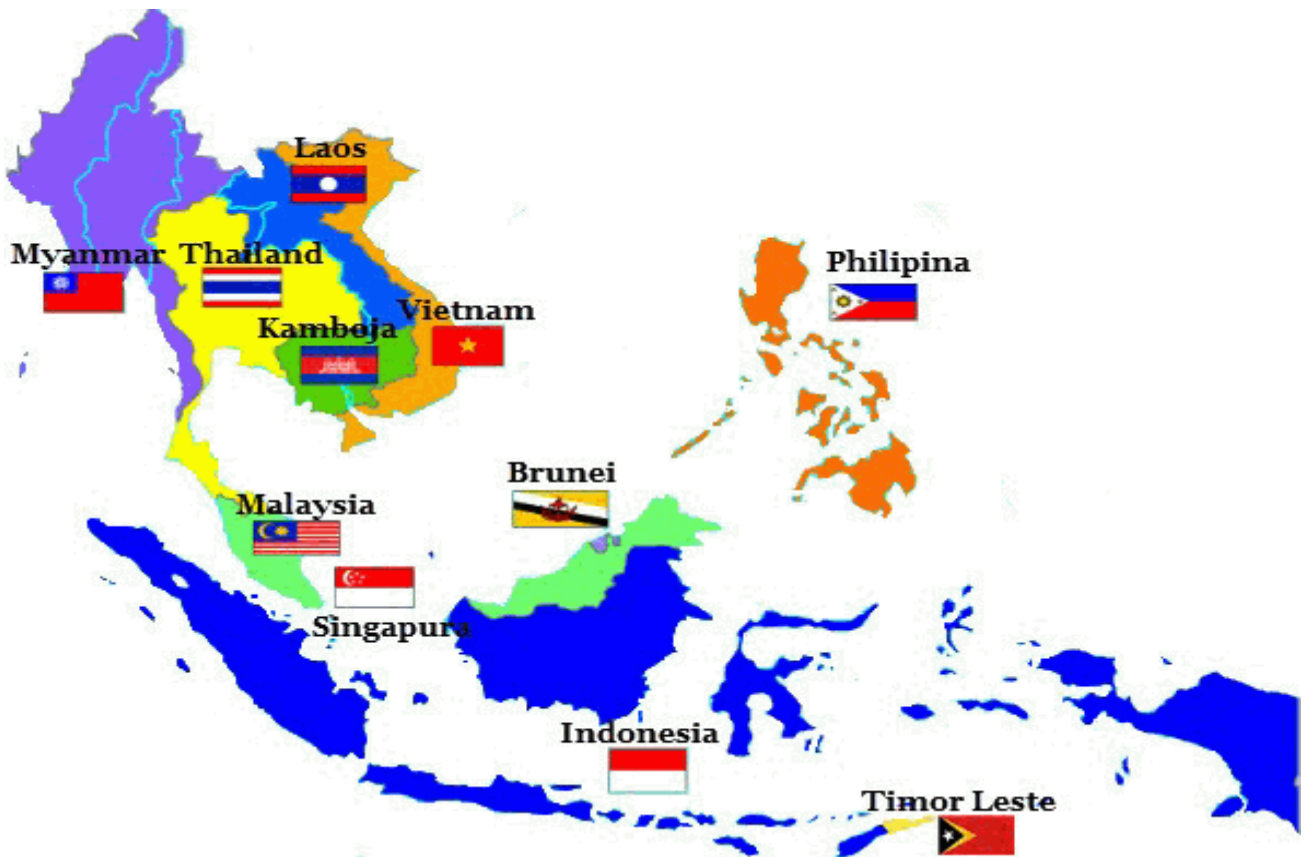 Laos
Myanmar
Thailand
Philipina
Vietnam
Kamboja
Brunei
Malaysia
Singapura
Indonesia
Timor Leste